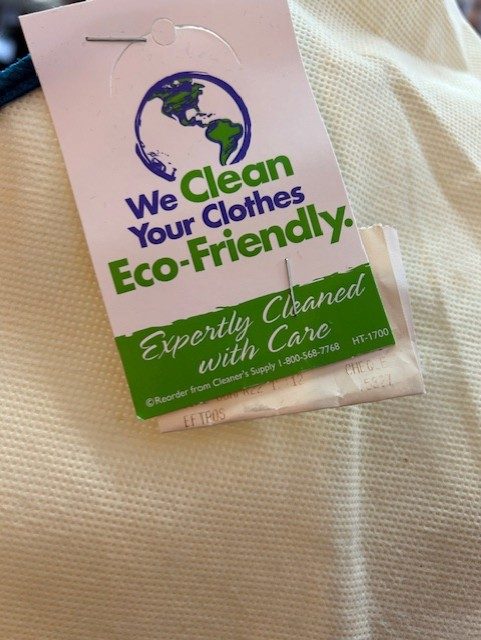 We Clean
Your Clothes
Eco-Friendly.
Expertly Cleaned
with Care
©Reorder from Cleaner's Supply 1-800-568-7768 HT-1700
EFTPOS